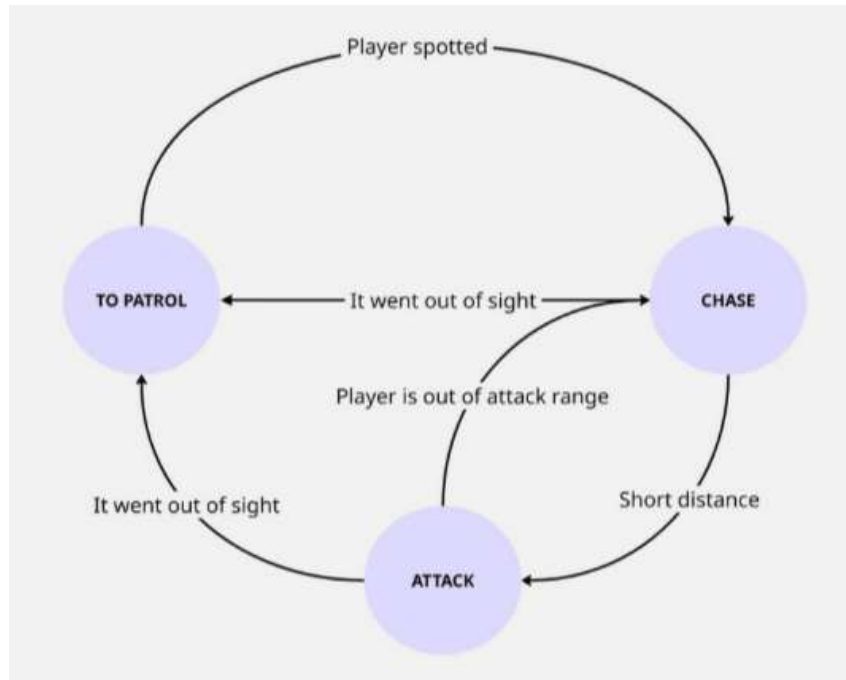 Player spotted
TO PATROL
It went out of sight
CHASE
Player is out of attack range
It went out of sight
Short distance
ATTACK